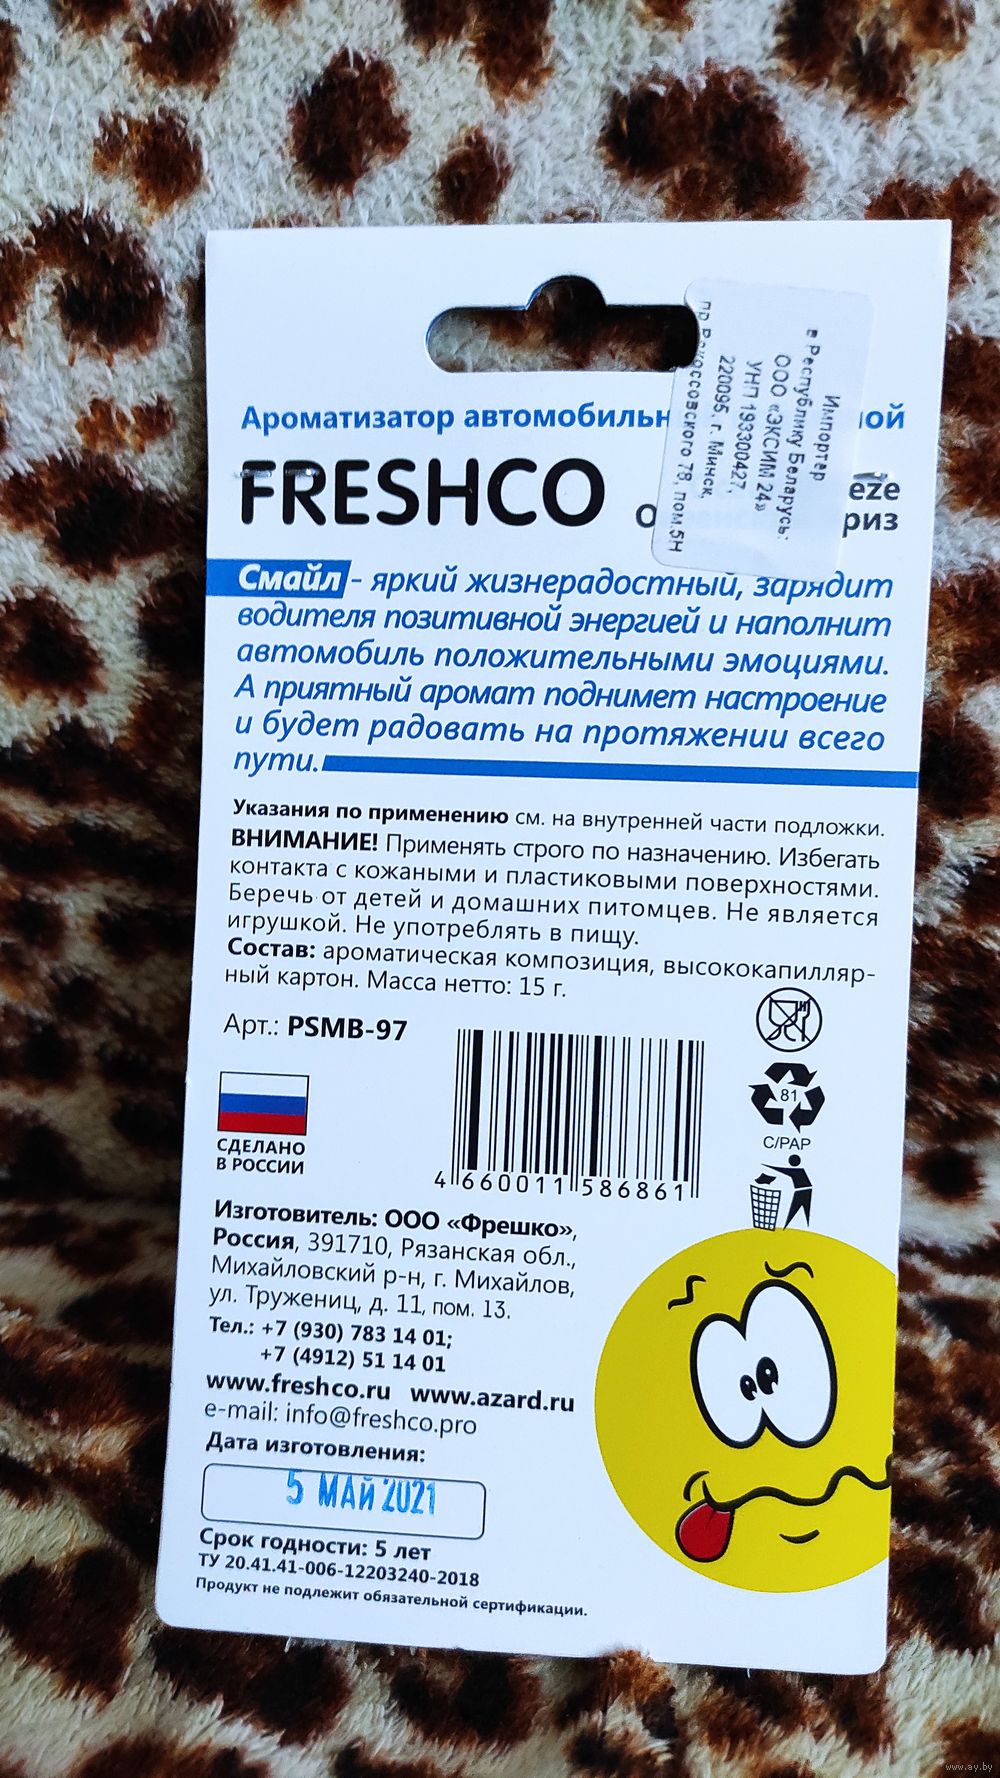 Импортер
в Республику Беларусь:
ООО «ЭКСИМ 24»
УНП 193300427,
220095, г. Минск,
78, пом.5Н
Ароматизатор автомобильн
FRESHCO
Смайл - яркий жизнерадостный, зарядит
водителя позитивной энергией и наполнит
автомобиль положительными эмоциями.
А приятный аромат поднимет настроение
и будет радовать на протяжении всего
пути.
Указания по применению см. на внутренней части подложки.
ВНИМАНИЕ! Применять строго по назначению. Избегать
контакта с кожаными и пластиковыми поверхностями.
Беречь от детей и домашних питомцев. Не является
игрушкой. Не употреблять в пищу.
Состав: ароматическая композиция, высококапилляр-
ный картон. Масса нетто: 15 г.
Арт.: PSMB-97
81
C/PAP
СДЕЛАНО
В РОССИИ
4 660011 586861
Изготовитель: ООО «Фрешко»,
Россия, 391710, Рязанская обл.,
Михайловский р-н, г. Михайлов,
ул. Тружениц, д. 11, пом. 13.
Тел.: +7 (930) 783 14 01;
+7 (4912) 51 14 01
www.freshco.ru www.azard.ru
e-mail: info@freshco.pro
Дата изготовления:
5 МАЙ 2021
Срок годности: 5 лет
ТУ 20.41.41-006-12203240-2018
Продукт не подлежит обязательной сертификации.
www.ay.by